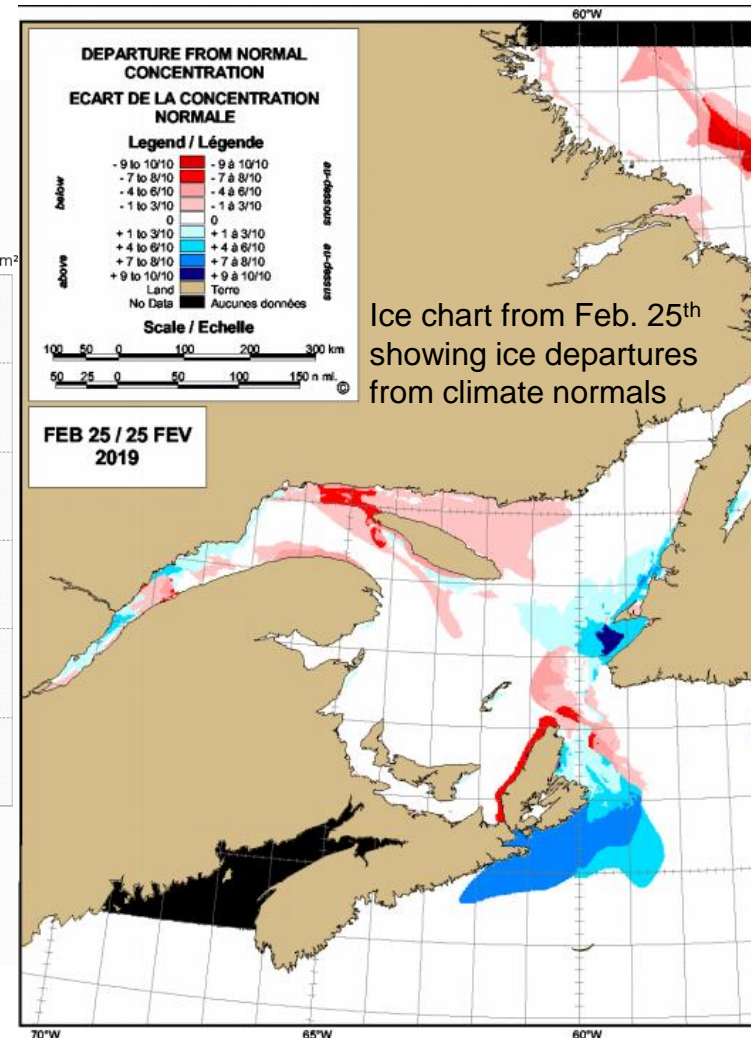 60°W
DEPARTURE FROM NORMAL
CONCENTRATION
ECART DE LA CONCENTRATION
NORMALE
Legend / Légende
below
en-dessous
- 9 to 10/10 - 9 à 10/10
- 7 to 8/10 - 7 à 8/10
- 4 to 6/10 - 4 à 6/10
- 1 to 3/10 - 1 à 3/10
0 0
above
au-dessus
+ 1 to 3/10 + 1 à 3/10
+ 4 to 6/10 + 4 à 6/10
+ 7 to 8/10 + 7 à 8/10
+ 9 to 10/10 + 9 à 10/10
Land Terre
No Data Aucunes données
Scale / Echelle
100 50 0 100 200 300 km
50 25 0 50 100 150 n mi.
©
m²
Ice chart from Feb. 25th
showing ice departures
from climate normals
FEB 25 / 25 FEV
2019
70°W 65°W 60°W